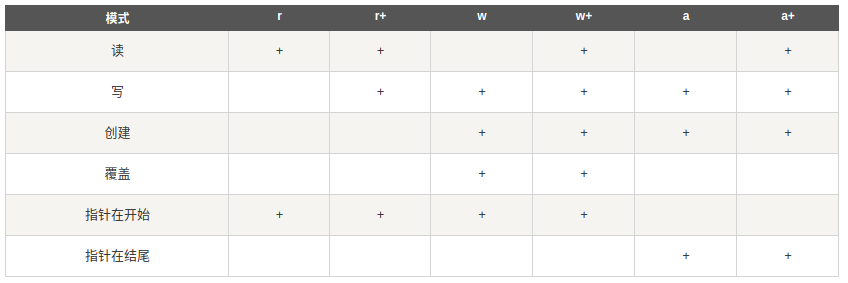 模式 r r+ w w+ a a+
读 + + + +
写 + + + + +
创建 + + + +
覆盖 + +
指针在开始 + + + +
指针在结尾 + +